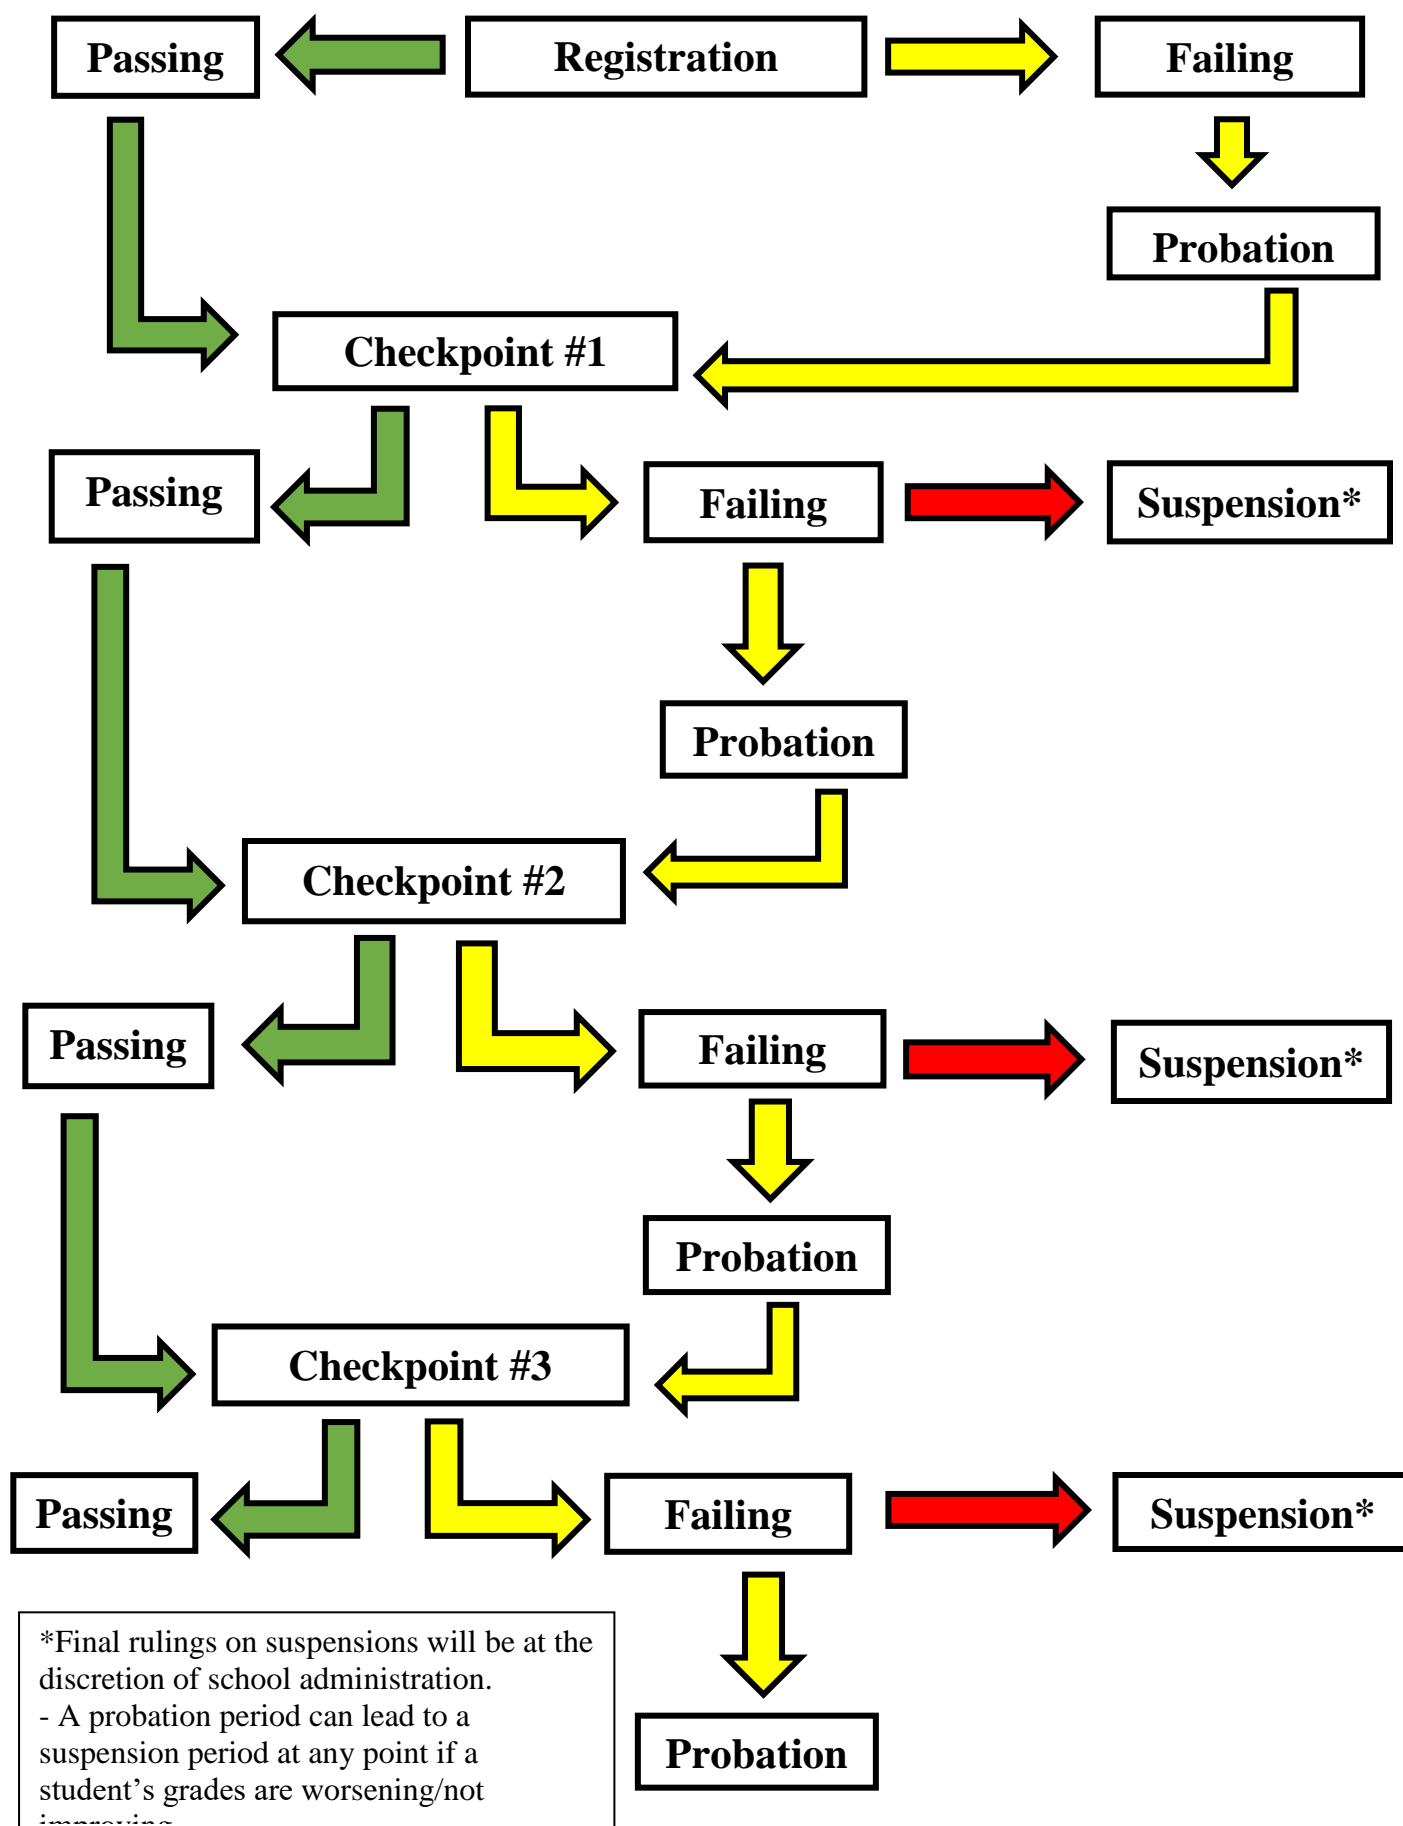 Passing
Registration
Failing
Probation
Checkpoint #1
Passing
Failing
Suspension*
Probation
Checkpoint #2
Passing
Failing
Suspension*
Probation
Checkpoint #3
Passing
Failing
Suspension*
*Final rulings on suspensions will be at the
discretion of school administration.
- A probation period can lead to a
suspension period at any point if a
student’s grades are worsening/not
improving
Probation